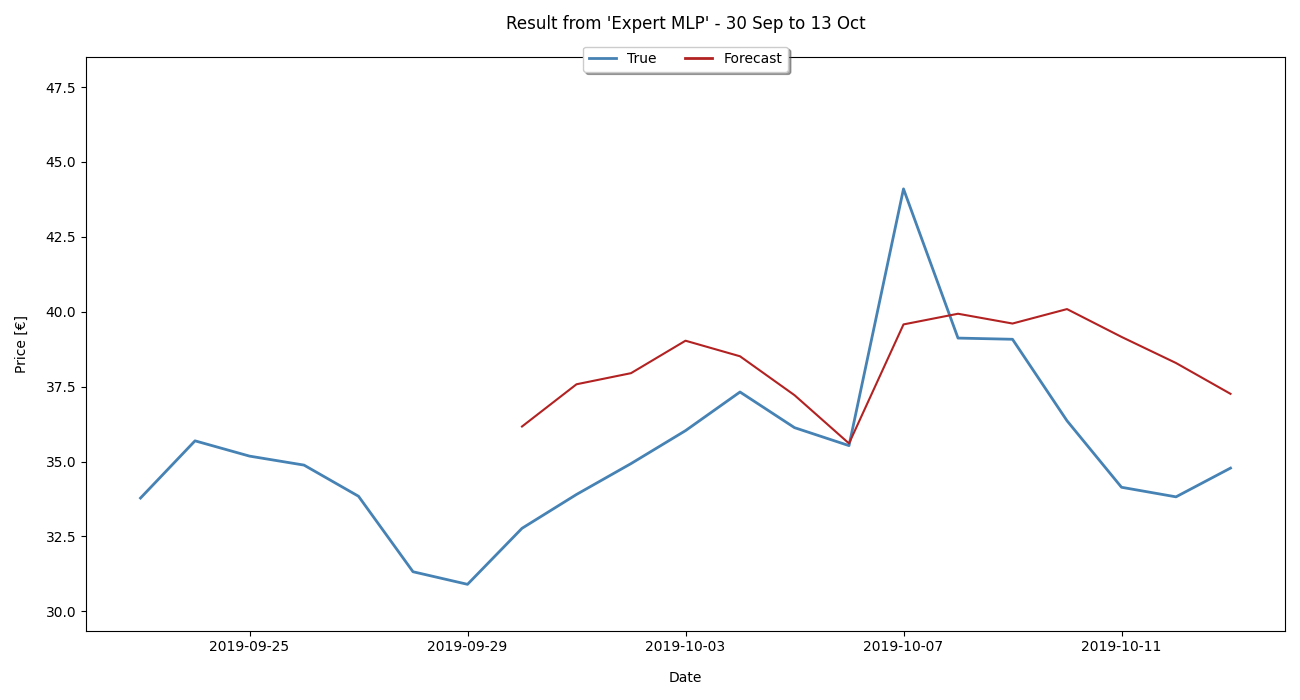 Result from 'Expert MLP' - 30 Sep to 13 Oct
True Forecast
47.5
45.0
42.5
40.0
37.5
35.0
32.5
30.0
Price [€]
2019-09-25 2019-09-29 2019-10-03 2019-10-07 2019-10-11
Date